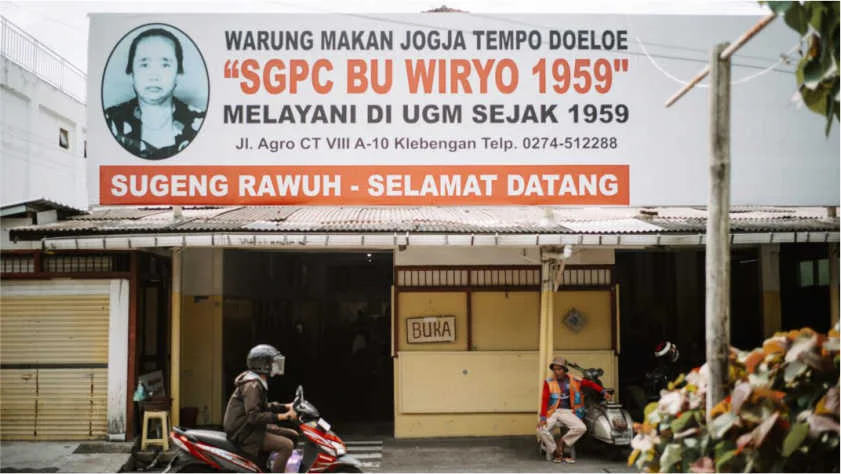 WARUNG MAKAN JOGJA TEMPO DOELOE
“SGPC BU WIRYO 1959"
MELAYANI DI UGM SEJAK 1959
Jl. Agro CT VIII A-10 Klebengan Telp. 0274-512288
SUGENG RAWUH - SELAMAT DATANG
BUKA